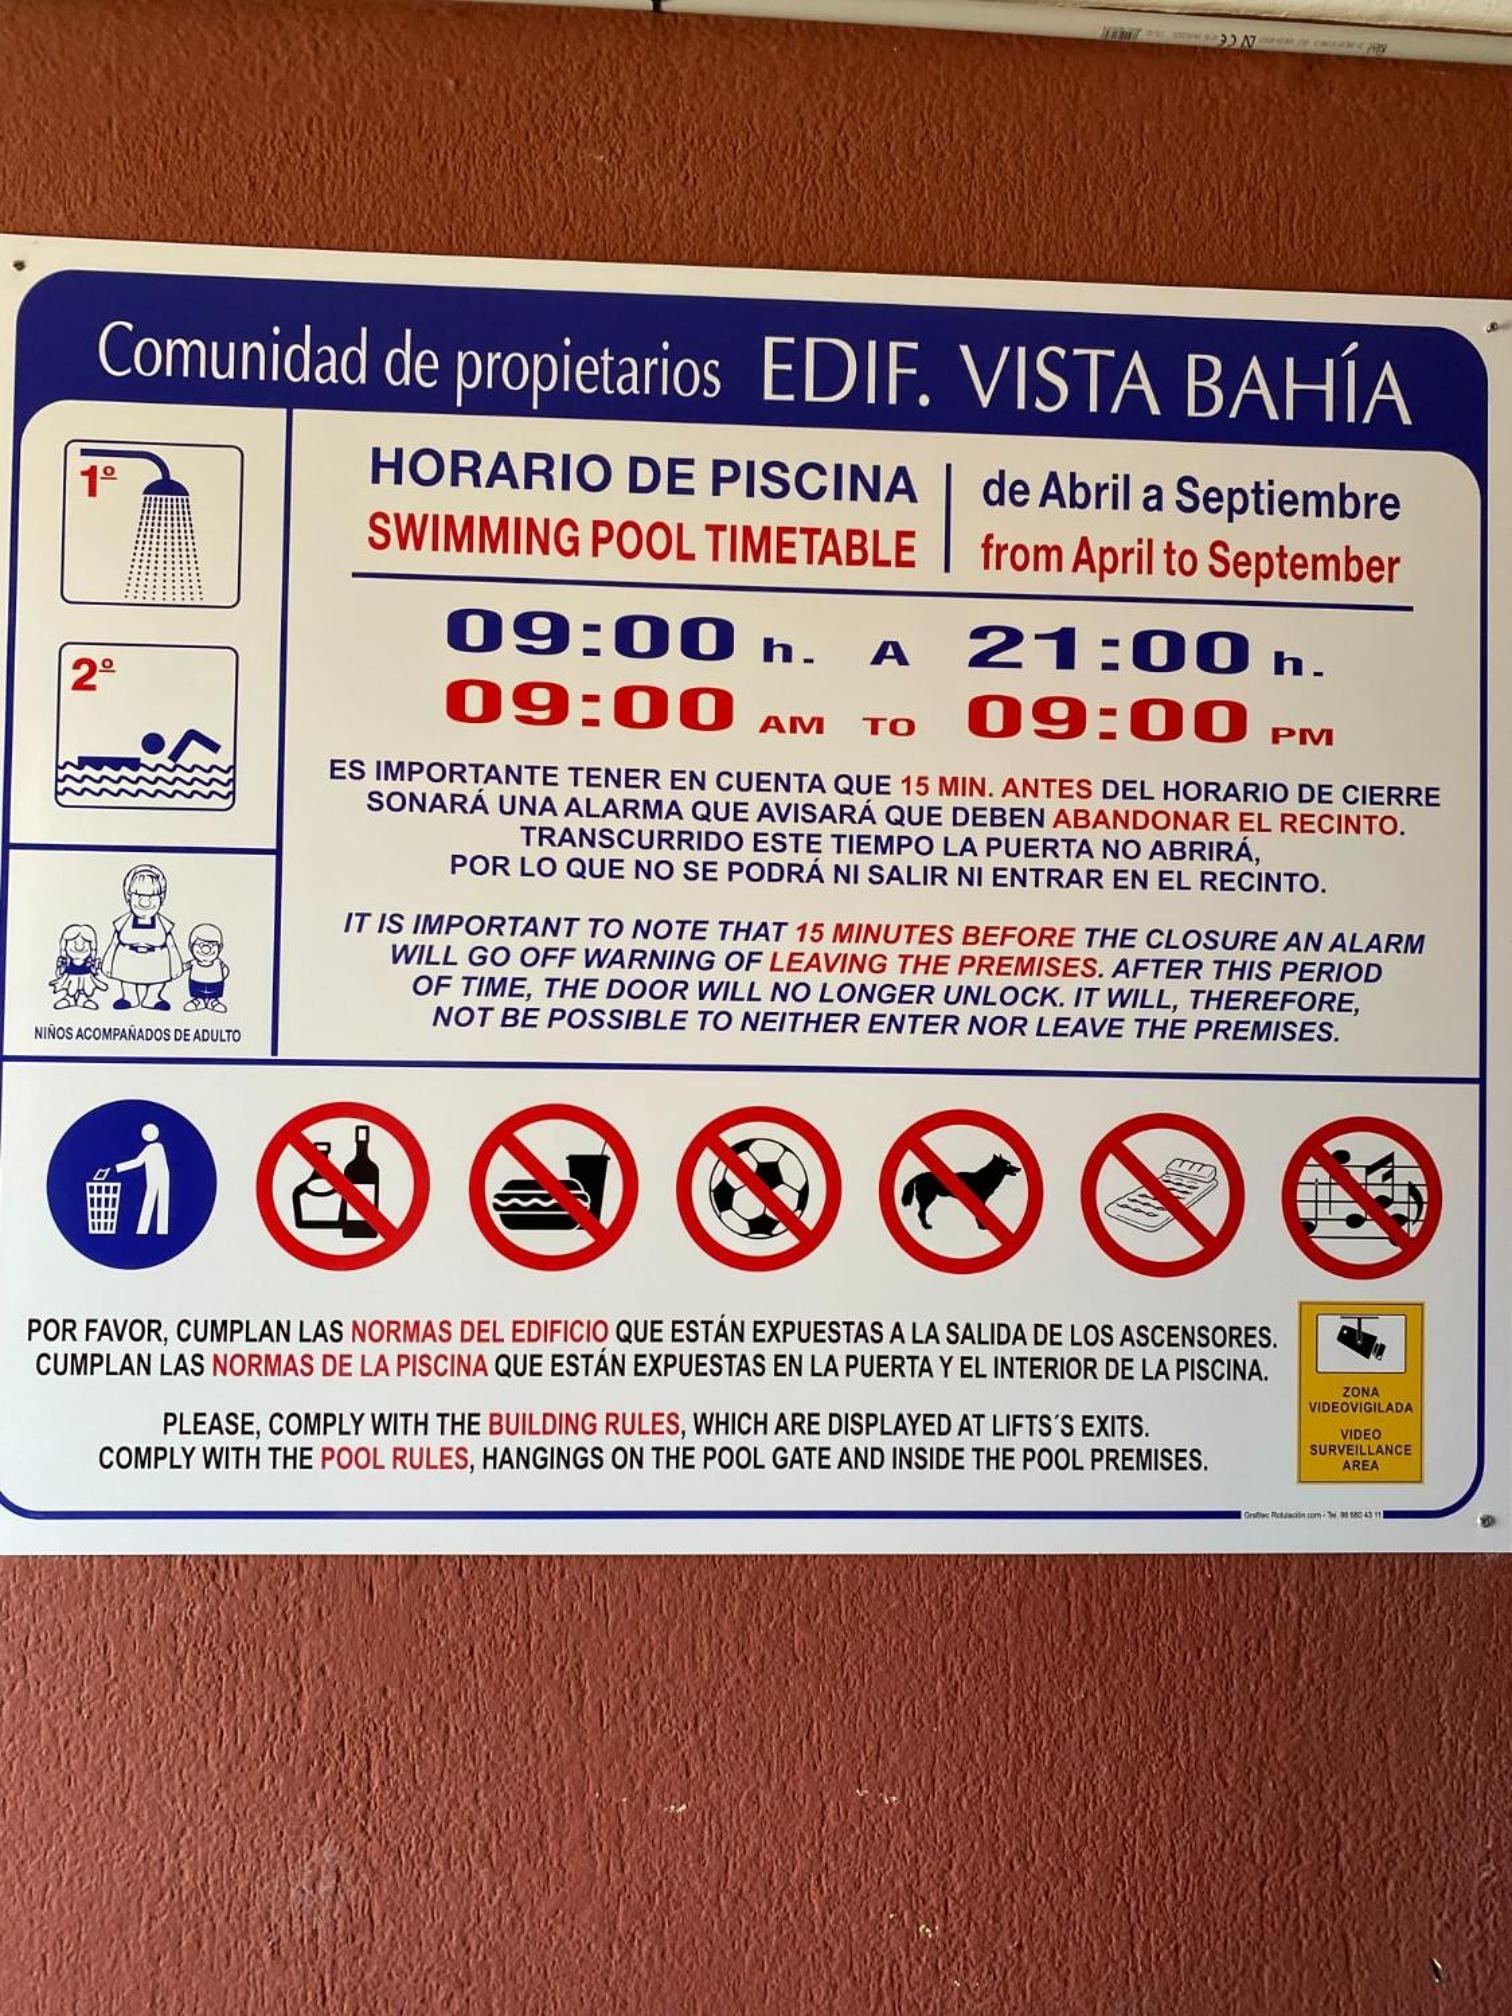 Comunidad de propietarios EDIF. VISTA BAHÍA
1º
2º
NIÑOS ACOMPAÑADOS DE ADULTO
HORARIO DE PISCINA
SWIMMING POOL TIMETABLE
de Abril a Septiembre
from April to September
09:00 h. A 21:00 h.
09:00 AM TO 09:00 PM
ES IMPORTANTE TENER EN CUENTA QUE 15 MIN. ANTES DEL HORARIO DE CIERRE
SONARÁ UNA ALARMA QUE AVISARÁ QUE DEBEN ABANDONAR EL RECINTO.
TRANSCURRIDO ESTE TIEMPO LA PUERTA NO ABRIRÁ,
POR LO QUE NO SE PODRÁ NI SALIR NI ENTRAR EN EL RECINTO.
IT IS IMPORTANT TO NOTE THAT 15 MINUTES BEFORE THE CLOSURE AN ALARM
WILL GO OFF WARNING OF LEAVING THE PREMISES. AFTER THIS PERIOD
OF TIME, THE DOOR WILL NO LONGER UNLOCK. IT WILL, THEREFORE,
NOT BE POSSIBLE TO NEITHER ENTER NOR LEAVE THE PREMISES.
POR FAVOR, CUMPLAN LAS NORMAS DEL EDIFICIO QUE ESTÁN EXPUESTAS A LA SALIDA DE LOS ASCENSORES.
CUMPLAN LAS NORMAS DE LA PISCINA QUE ESTÁN EXPUESTAS EN LA PUERTA Y EL INTERIOR DE LA PISCINA.
PLEASE, COMPLY WITH THE BUILDING RULES, WHICH ARE DISPLAYED AT LIFTS´S EXITS.
COMPLY WITH THE POOL RULES, HANGINGS ON THE POOL GATE AND INSIDE THE POOL PREMISES.
ZONA
VIDEOVIGILADA
VIDEO
SURVEILLANCE
AREA
Grafitec Rotulación.com - Tel. 96 680 43 11